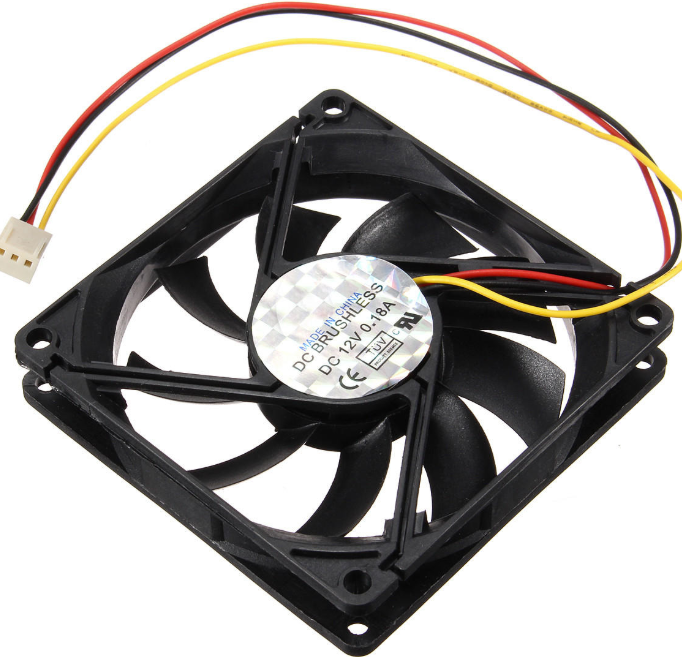 MADE IN CHINA
DC BRUSHLESS
DC 12V 0.18A
TUV
CE
c